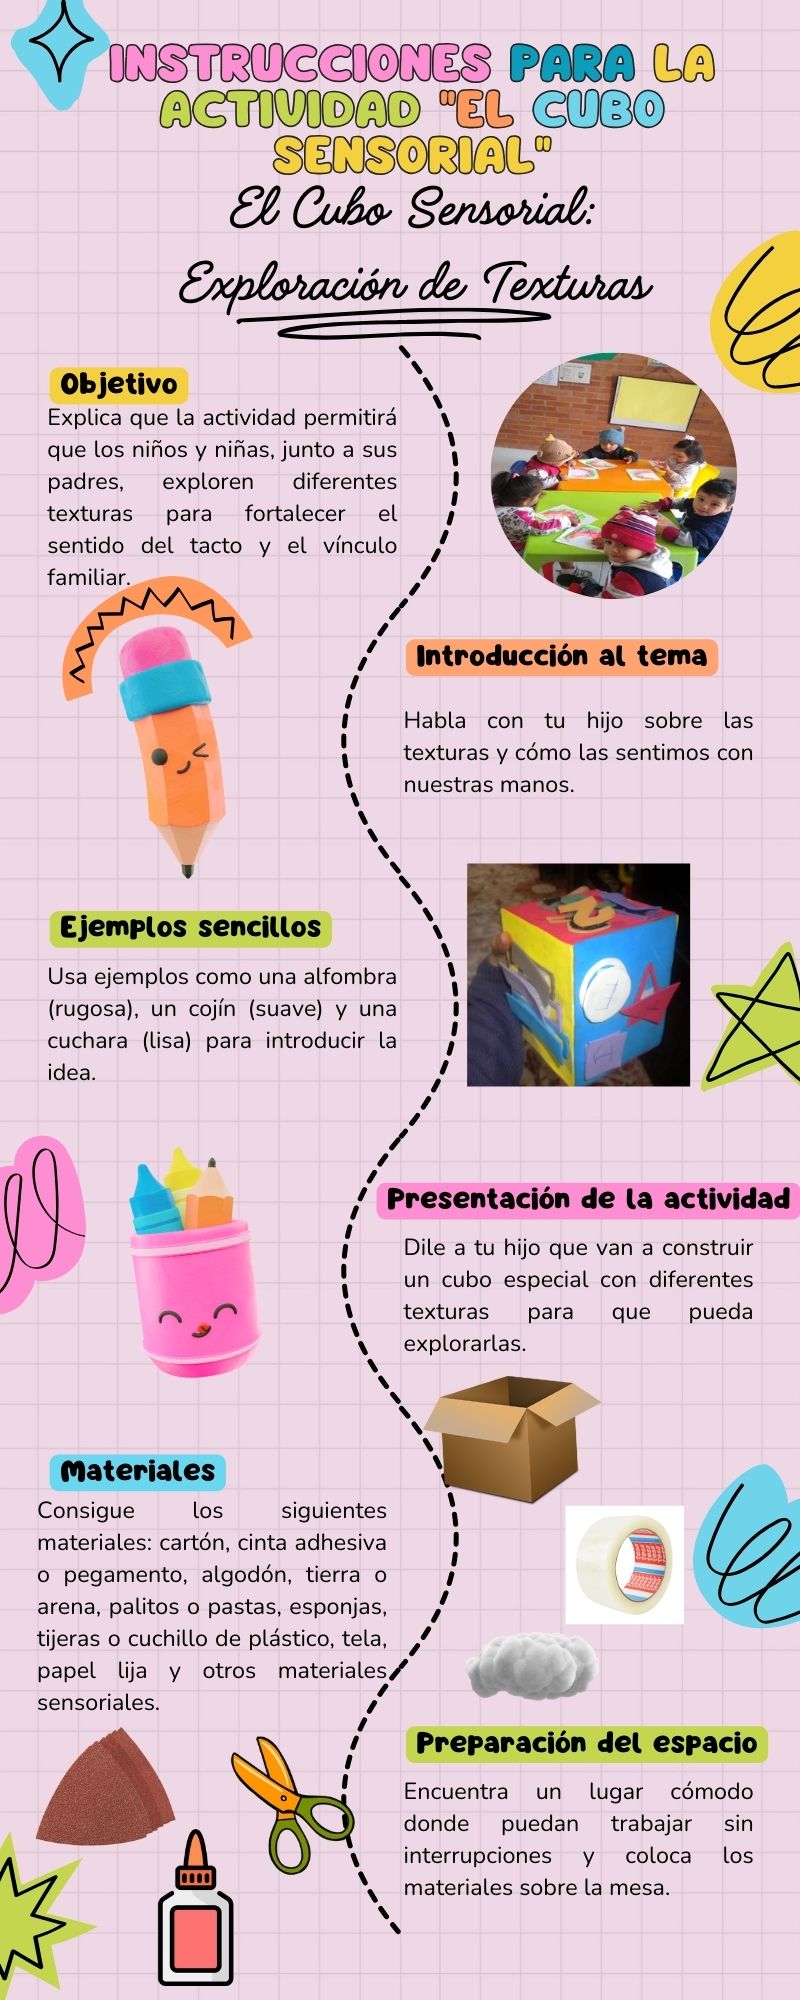 INSTRUCCIONES PARA LA
ACTIVIDAD "EL CUBO
SENSORIAL"
El Cubo Sensorial:
Exploración de Texturas
Objetivo
Explica que la actividad permitirá
que los niños y niñas, junto a sus
padres, exploren diferentes
texturas para fortalecer el
sentido del tacto y el vínculo
familiar.
Introducción al tema
Habla con tu hijo sobre las
texturas y cómo las sentimos con
nuestras manos.
Ejemplos sencillos
Usa ejemplos como una alfombra
(rugosa), un cojín (suave) y una
cuchara (lisa) para introducir la
idea.
Presentación de la actividad
Dile a tu hijo que van a construir
un cubo especial con diferentes
texturas para que pueda
explorarlas.
Materiales
Consigue los siguientes
materiales: cartón, cinta adhesiva
o pegamento, algodón, tierra o
arena, palitos o pastas, esponjas,
tijeras o cuchillo de plástico, tela,
papel lija y otros materiales
sensoriales.
Preparación del espacio
Encuentra un lugar cómodo
donde puedan trabajar sin
interrupciones y coloca los
materiales sobre la mesa.